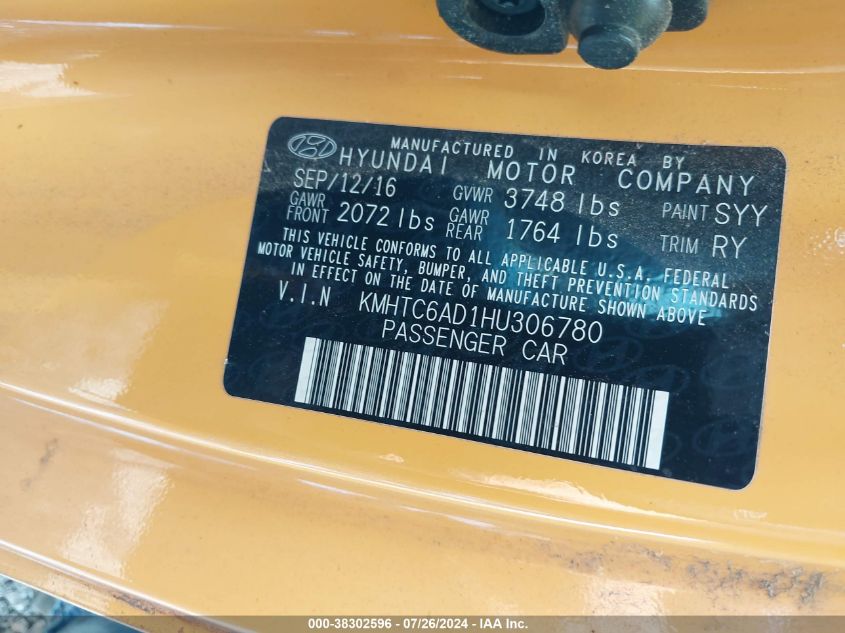 MANUFACTURED IN KOREA BY
HYUNDAI MOTOR COMPANY
SEP/12/16 GVWR 3748 lbs PAINT SYY
GAWR FRONT 2072 lbs GAWR REAR 1764 lbs TRIM RY
THIS VEHICLE CONFORMS TO ALL APPLICABLE U.S.A. FEDERAL
MOTOR VEHICLE SAFETY, BUMPER, AND THEFT PREVENTION STANDARDS
IN EFFECT ON THE DATE OF MANUFACTURE SHOWN ABOVE
V.I.N KMHTC6AD1HU306780
PASSENGER CAR
000-38302596 - 07/26/2024 - IAA Inc.